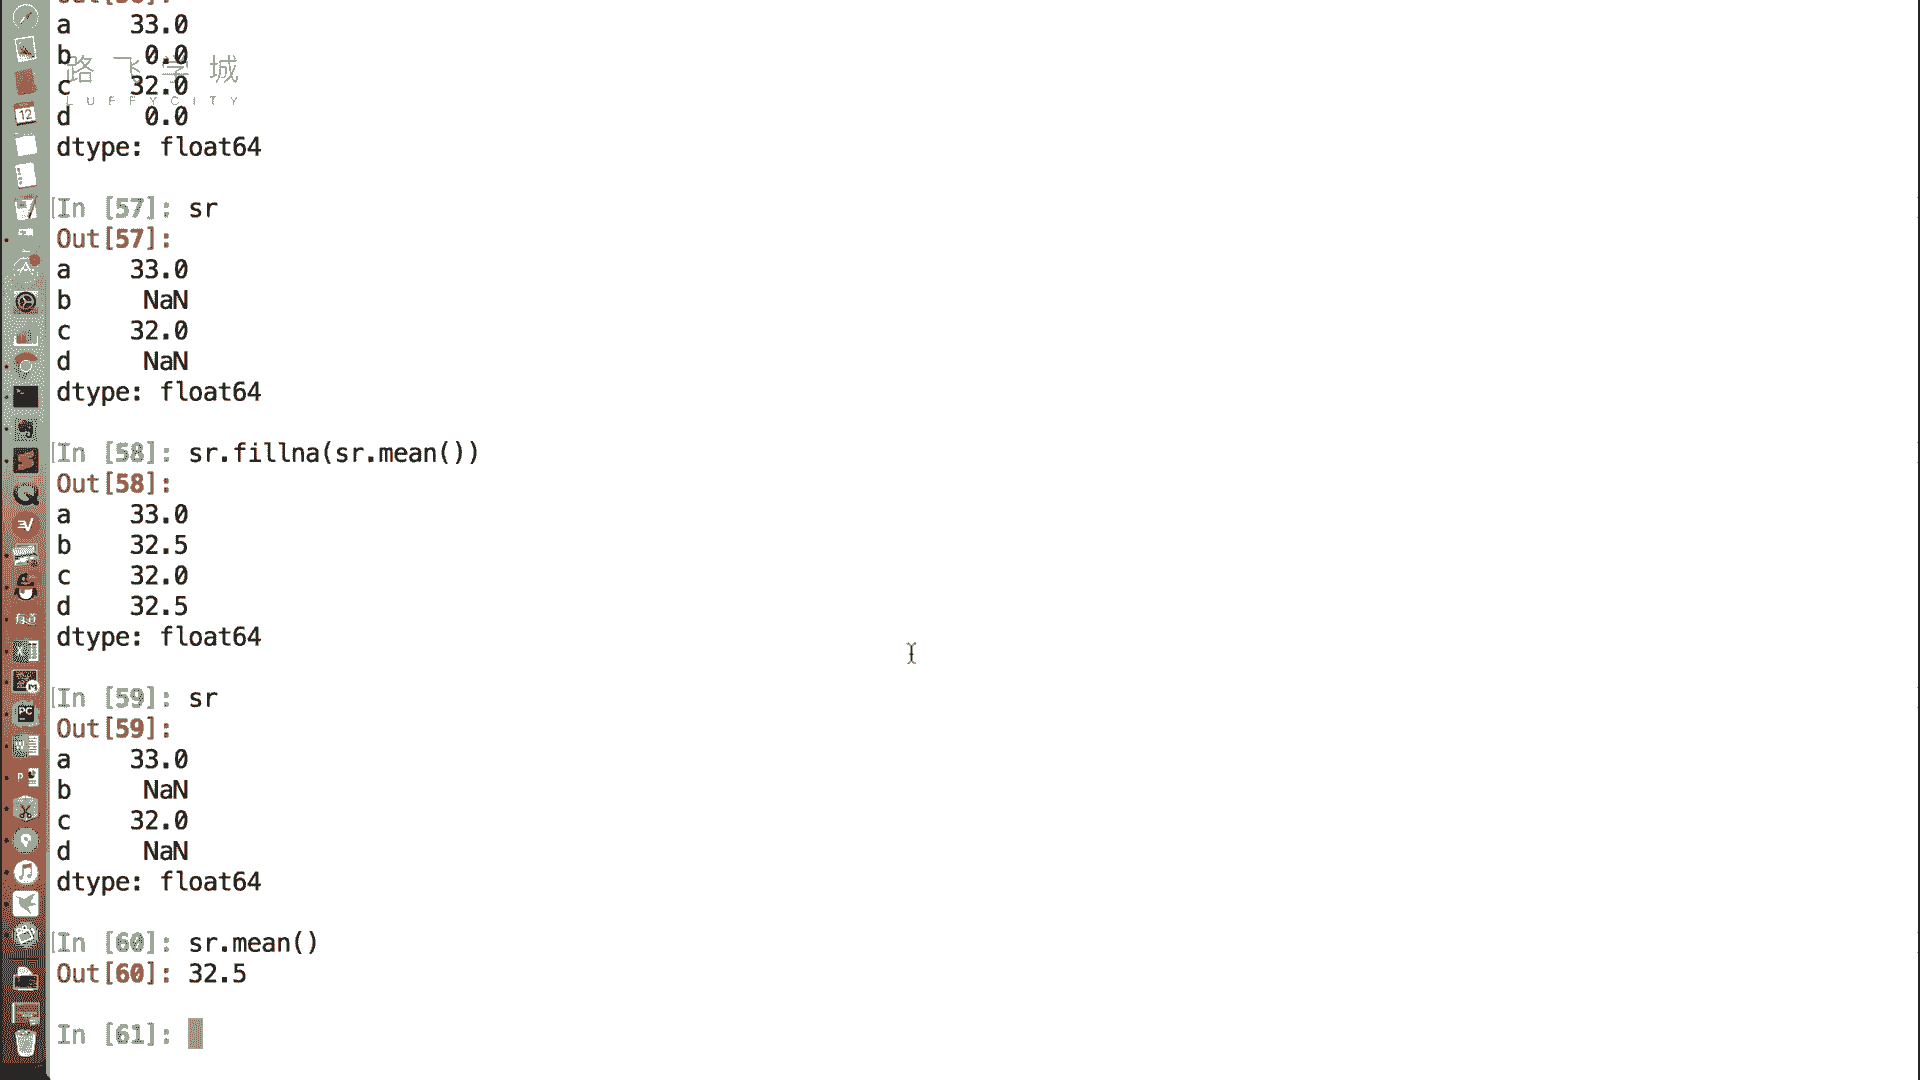 a    33.0
b     0.0
路飞学城
c    32.0
LUFFYCITY
d     0.0
dtype: float64
In [57]: sr
Out[57]:
a    33.0
b     NaN
c    32.0
d     NaN
dtype: float64
In [58]: sr.fillna(sr.mean())
Out[58]:
a    33.0
b    32.5
c    32.0
d    32.5
dtype: float64
In [59]: sr
Out[59]:
a    33.0
b     NaN
c    32.0
d     NaN
dtype: float64
In [60]: sr.mean()
Out[60]: 32.5
In [61]: